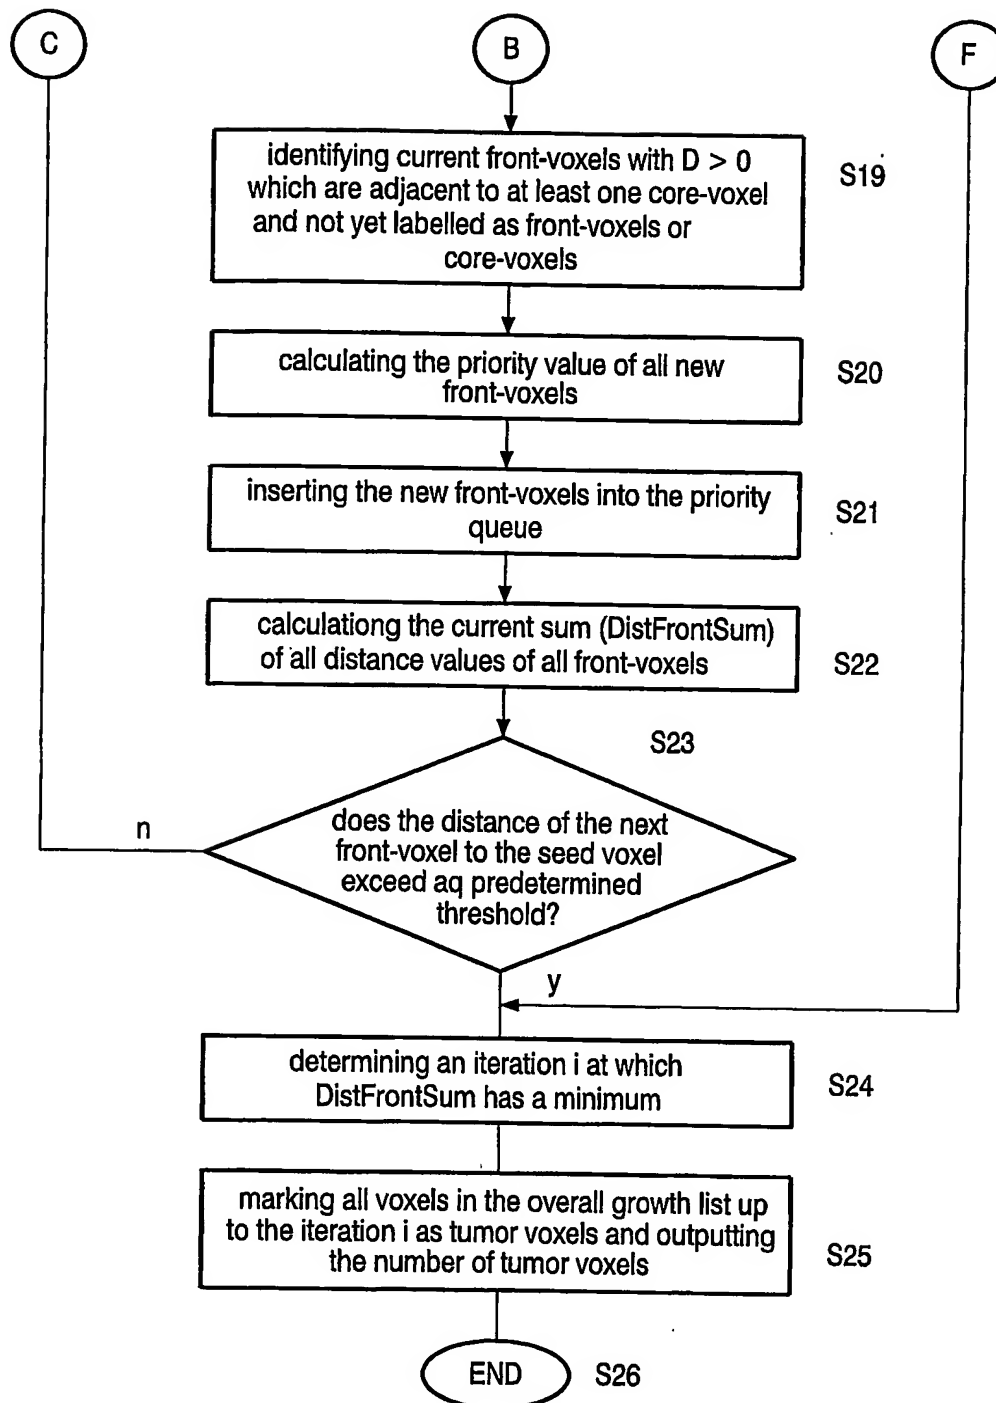 C
B
F
identifying current front-voxels with D > 0
which are adjacent to at least one core-voxel
and not yet labelled as front-voxels or
core-voxels
S19
calculating the priority value of all new
front-voxels
S20
inserting the new front-voxels into the priority
queue
S21
calculationg the current sum (DistFrontSum)
of all distance values of all front-voxels
S22
S23
does the distance of the next
front-voxel to the seed voxel
exceed aq predetermined
threshold?
n
y
determining an iteration i at which
DistFrontSum has a minimum
S24
marking all voxels in the overall growth list up
to the iteration i as tumor voxels and outputting
the number of tumor voxels
S25
END
S26